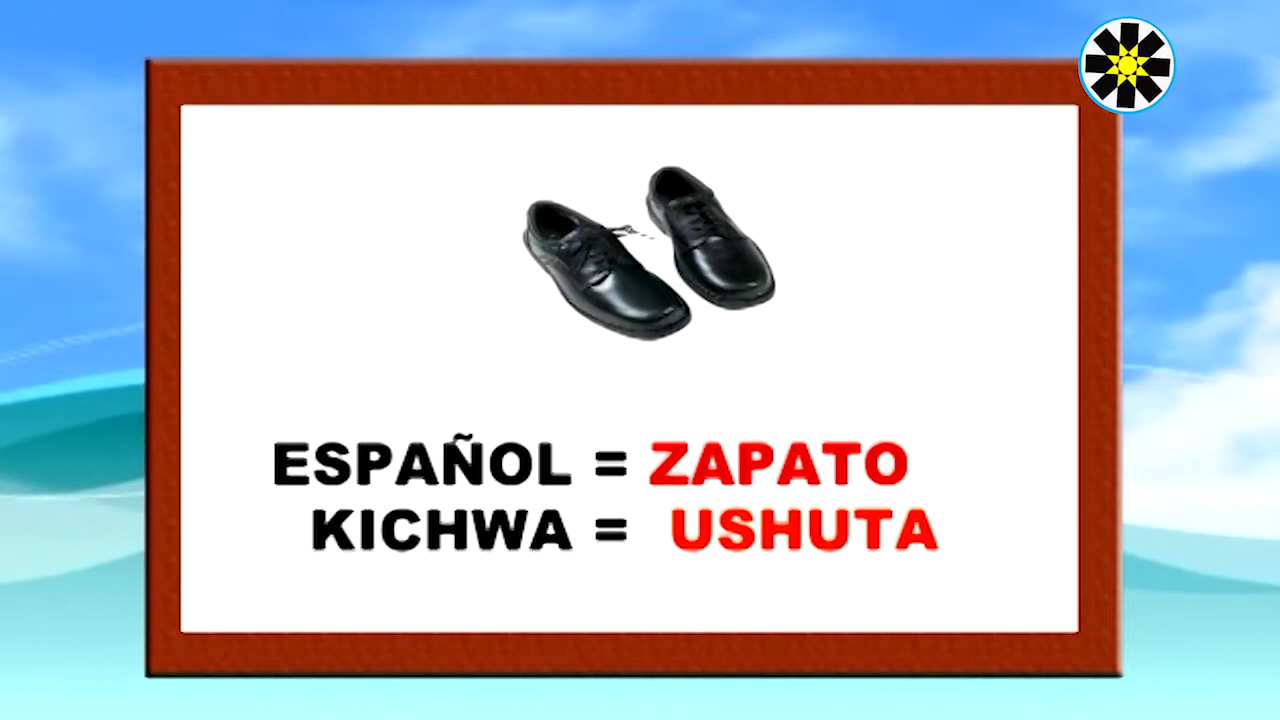 ESPAÑOL = ZAPATO
KICHWA = USHUTA